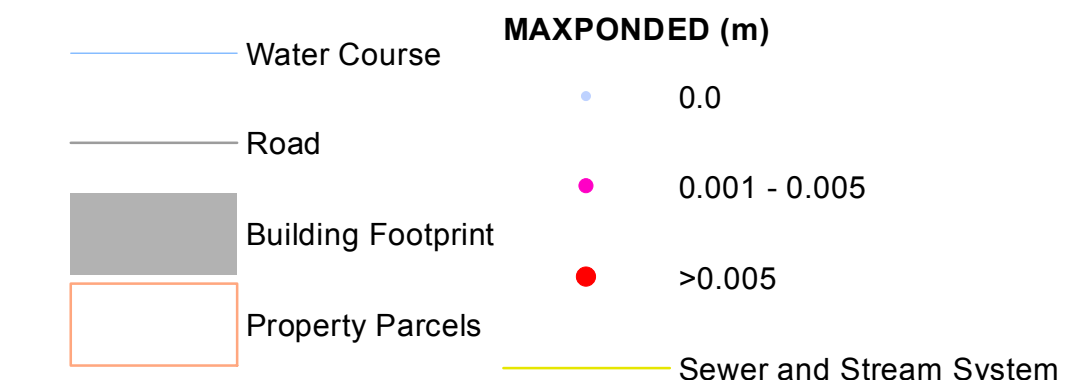 Water Course
Road
Building Footprint
Property Parcels
MAXPONDED (m)
0.0
0.001 - 0.005
>0.005
Sewer and Stream System